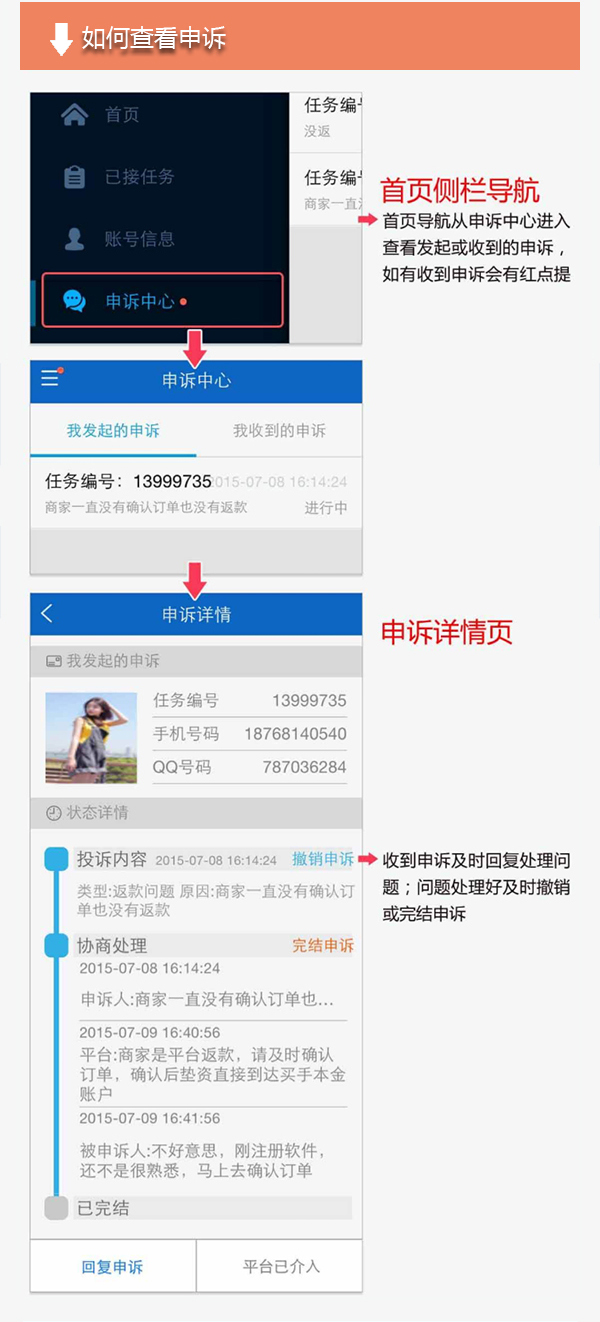 如何查看申诉
首页
已接任务
账号信息
申诉中心
任务编
没返
任务编
商家一直
首页侧栏导航
首页导航从申诉中心进入
查看发起或收到的申诉，
如有收到申诉会有红点提
申诉中心
我发起的申诉
我收到的申诉
任务编号：13999735 2015-07-08 16:14:24
商家一直没有确认订单也没有返款 进行中
申诉详情页
申诉详情
我发起的申诉
任务编号 13999735
手机号码 18768140540
QQ号码 787036284
状态详情
投诉内容 2015-07-08 16:14:24 撤销申诉
类型:返款问题 原因:商家一直没有确认订
单也没有返款
收到申诉及时回复处理问
题；问题处理好及时撤销
或完结申诉
协商处理 完结申诉
2015-07-08 16:14:24
申诉人:商家一直没有确认订单也...
2015-07-09 16:40:56
平台:商家是平台返款，请及时确认
订单，确认后垫资直接到达买手本金
账户
2015-07-09 16:41:56
被申诉人:不好意思，刚注册软件，
还不是很熟悉，马上去确认订单
已完结
回复申诉
平台已介入